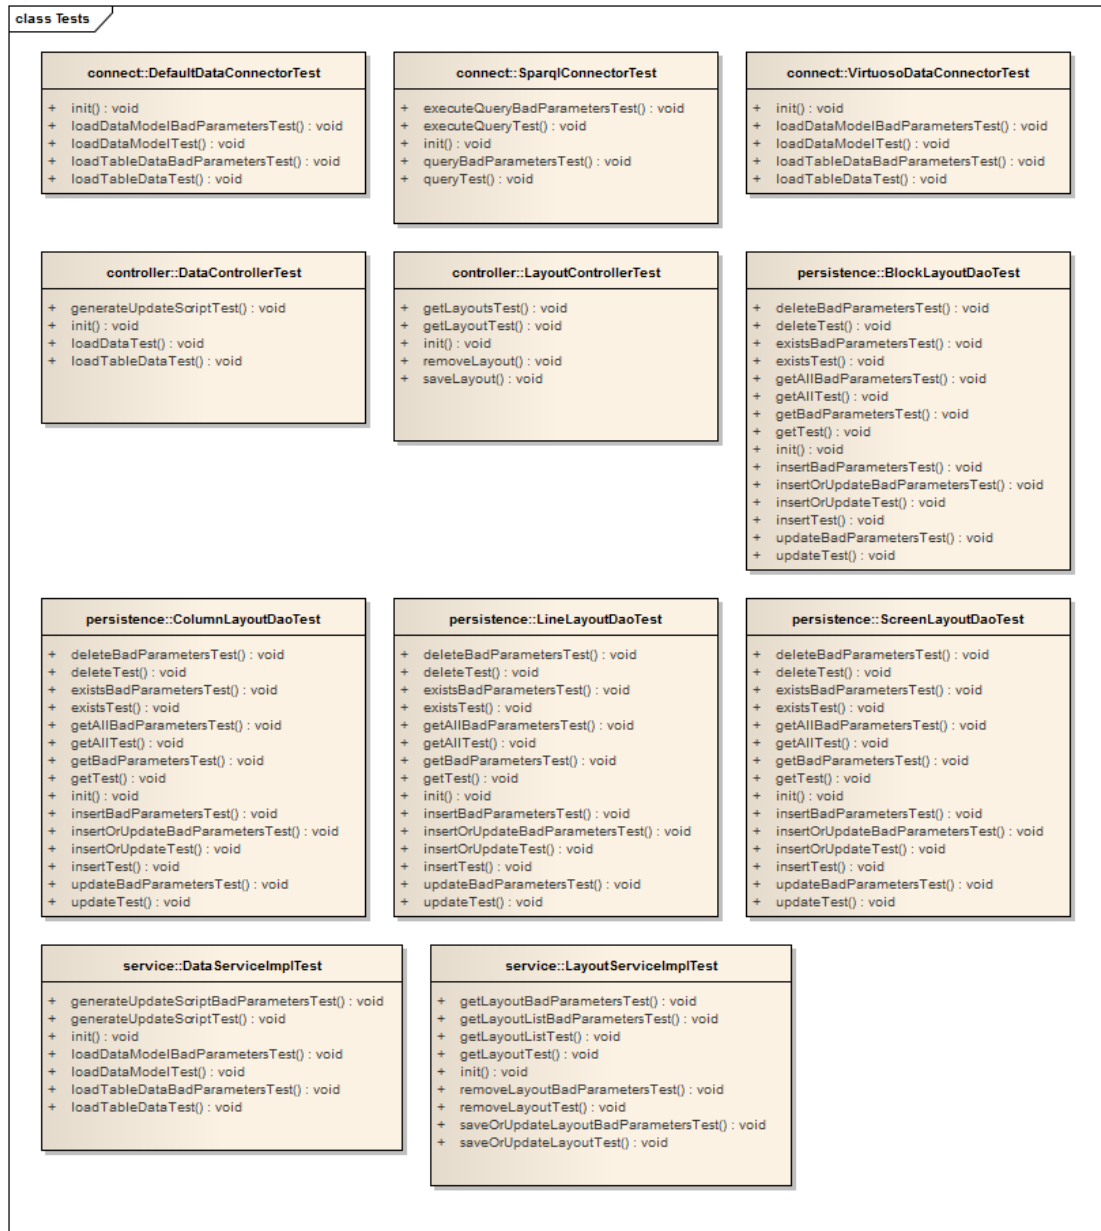 class Tests
connect::DefaultDataConnectorTest
+ init() : void
+ loadDataModelBadParametersTest() : void
+ loadDataModelTest() : void
+ loadTableDataBadParametersTest() : void
+ loadTableDataTest() : void
connect::SparqlConnectorTest
+ executeQueryBadParametersTest() : void
+ executeQueryTest() : void
+ init() : void
+ queryBadParametersTest() : void
+ queryTest() : void
connect::VirtuosoDataConnectorTest
+ init() : void
+ loadDataModelBadParametersTest() : void
+ loadDataModelTest() : void
+ loadTableDataBadParametersTest() : void
+ loadTableDataTest() : void
controller::DataControllerTest
+ generateUpdateScriptTest() : void
+ init() : void
+ loadDataTest() : void
+ loadTableDataTest() : void
controller::LayoutControllerTest
+ getLayoutsTest() : void
+ getLayoutTest() : void
+ init() : void
+ removeLayout() : void
+ saveLayout() : void
persistence::BlockLayoutDaoTest
+ deleteBadParametersTest() : void
+ deleteTest() : void
+ existsBadParametersTest() : void
+ existsTest() : void
+ getAllBadParametersTest() : void
+ getAllTest() : void
+ getBadParametersTest() : void
+ getTest() : void
+ init() : void
+ insertBadParametersTest() : void
+ insertOrUpdateBadParametersTest() : void
+ insertOrUpdateTest() : void
+ insertTest() : void
+ updateBadParametersTest() : void
+ updateTest() : void
persistence::ColumnLayoutDaoTest
+ deleteBadParametersTest() : void
+ deleteTest() : void
+ existsBadParametersTest() : void
+ existsTest() : void
+ getAllBadParametersTest() : void
+ getAllTest() : void
+ getBadParametersTest() : void
+ getTest() : void
+ init() : void
+ insertBadParametersTest() : void
+ insertOrUpdateBadParametersTest() : void
+ insertOrUpdateTest() : void
+ insertTest() : void
+ updateBadParametersTest() : void
+ updateTest() : void
persistence::LineLayoutDaoTest
+ deleteBadParametersTest() : void
+ deleteTest() : void
+ existsBadParametersTest() : void
+ existsTest() : void
+ getAllBadParametersTest() : void
+ getAllTest() : void
+ getBadParametersTest() : void
+ getTest() : void
+ init() : void
+ insertBadParametersTest() : void
+ insertOrUpdateBadParametersTest() : void
+ insertOrUpdateTest() : void
+ insertTest() : void
+ updateBadParametersTest() : void
+ updateTest() : void
persistence::ScreenLayoutDaoTest
+ deleteBadParametersTest() : void
+ deleteTest() : void
+ existsBadParametersTest() : void
+ existsTest() : void
+ getAllBadParametersTest() : void
+ getAllTest() : void
+ getBadParametersTest() : void
+ getTest() : void
+ init() : void
+ insertBadParametersTest() : void
+ insertOrUpdateBadParametersTest() : void
+ insertOrUpdateTest() : void
+ insertTest() : void
+ updateBadParametersTest() : void
+ updateTest() : void
service::DataServiceImplTest
+ generateUpdateScriptBadParametersTest() : void
+ generateUpdateScriptTest() : void
+ init() : void
+ loadDataModelBadParametersTest() : void
+ loadDataModelTest() : void
+ loadTableDataBadParametersTest() : void
+ loadTableDataTest() : void
service::LayoutServiceImplTest
+ getLayoutBadParametersTest() : void
+ getLayoutListBadParametersTest() : void
+ getLayoutListTest() : void
+ getLayoutTest() : void
+ init() : void
+ removeLayoutBadParametersTest() : void
+ removeLayoutTest() : void
+ saveOrUpdateLayoutBadParametersTest() : void
+ saveOrUpdateLayoutTest() : void